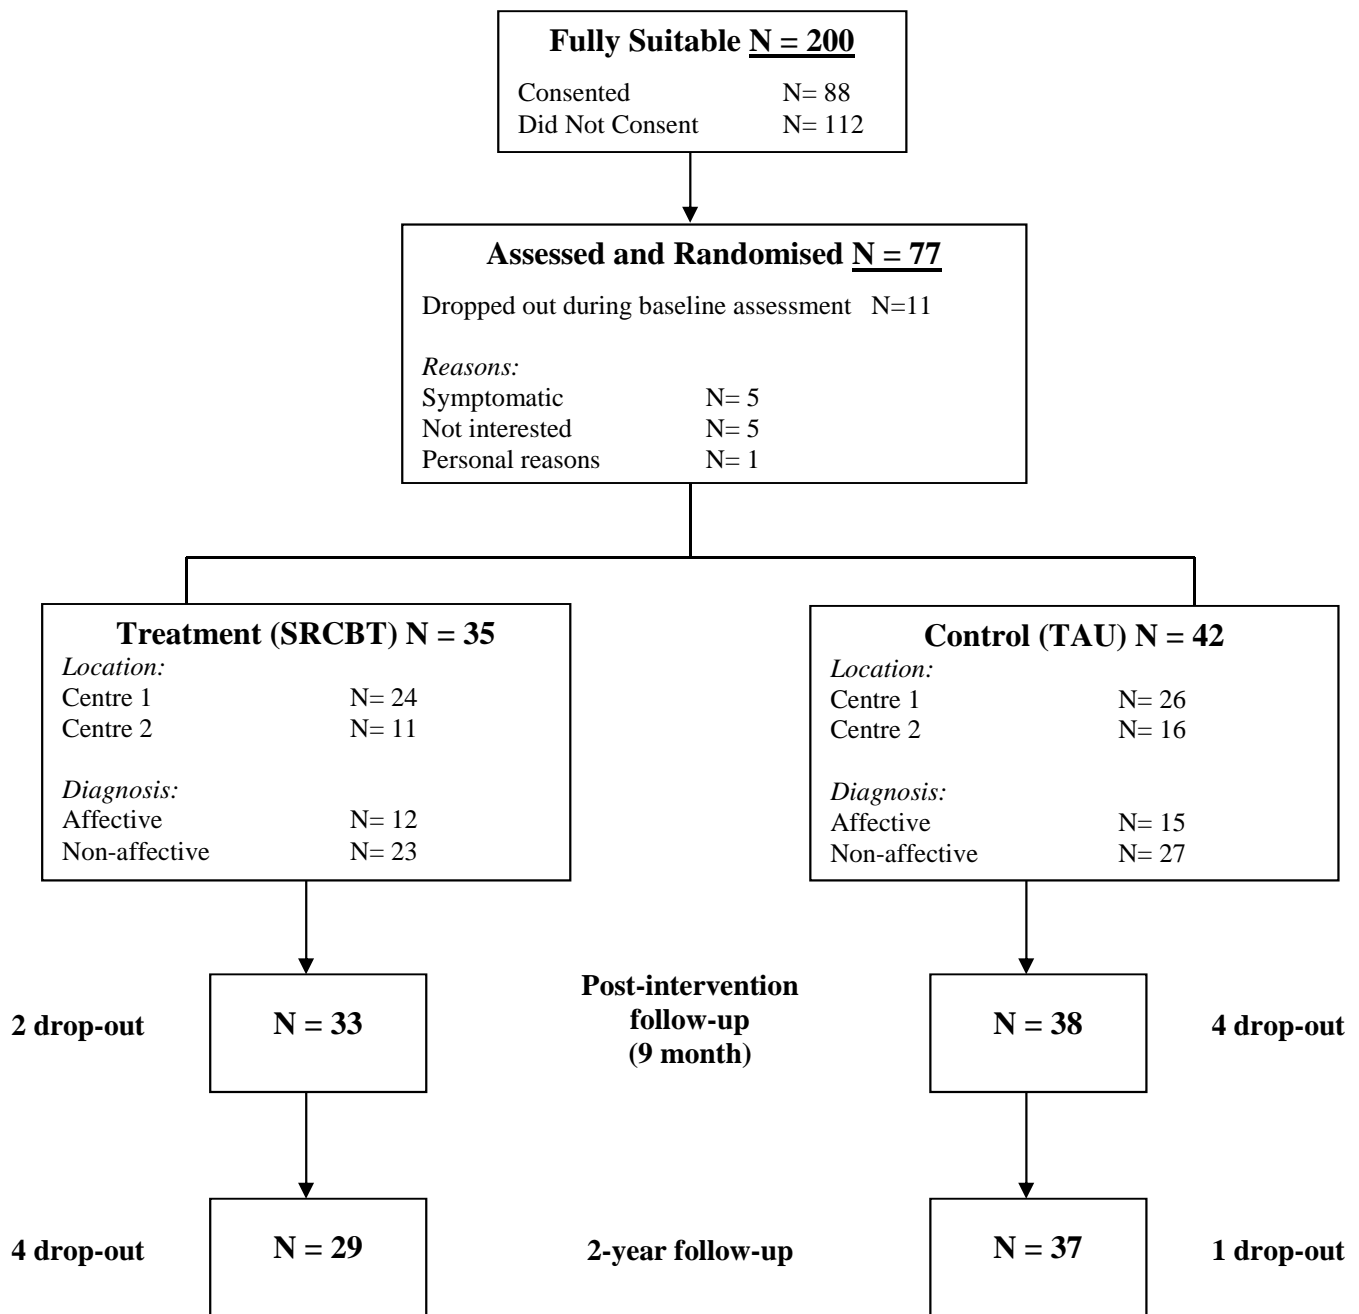 Fully Suitable N = 200
Consented N= 88
Did Not Consent N= 112
Assessed and Randomised N = 77
Dropped out during baseline assessment N=11
Reasons:
Symptomatic N= 5
Not interested N= 5
Personal reasons N= 1
Treatment (SRCBT) N = 35
Location:
Centre 1 N= 24
Centre 2 N= 11
Diagnosis:
Affective N= 12
Non-affective N= 23
Control (TAU) N = 42
Location:
Centre 1 N= 26
Centre 2 N= 16
Diagnosis:
Affective N= 15
Non-affective N= 27
2 drop-out
N = 33
Post-intervention
follow-up
(9 month)
N = 38
4 drop-out
4 drop-out
N = 29
2-year follow-up
N = 37
1 drop-out